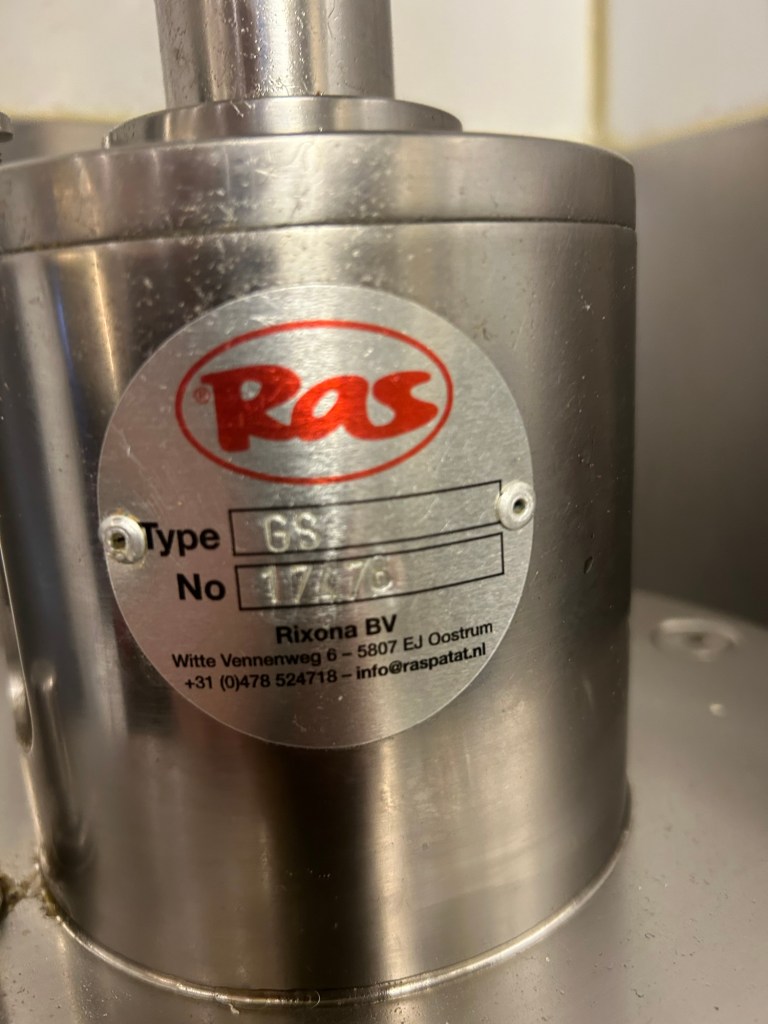 ® Ras
Type GS
No
Rixona BV
Witte Vennenweg 6 – 5807 EJ Oostrum
+31 (0)478 524718 – info@raspatat.nl